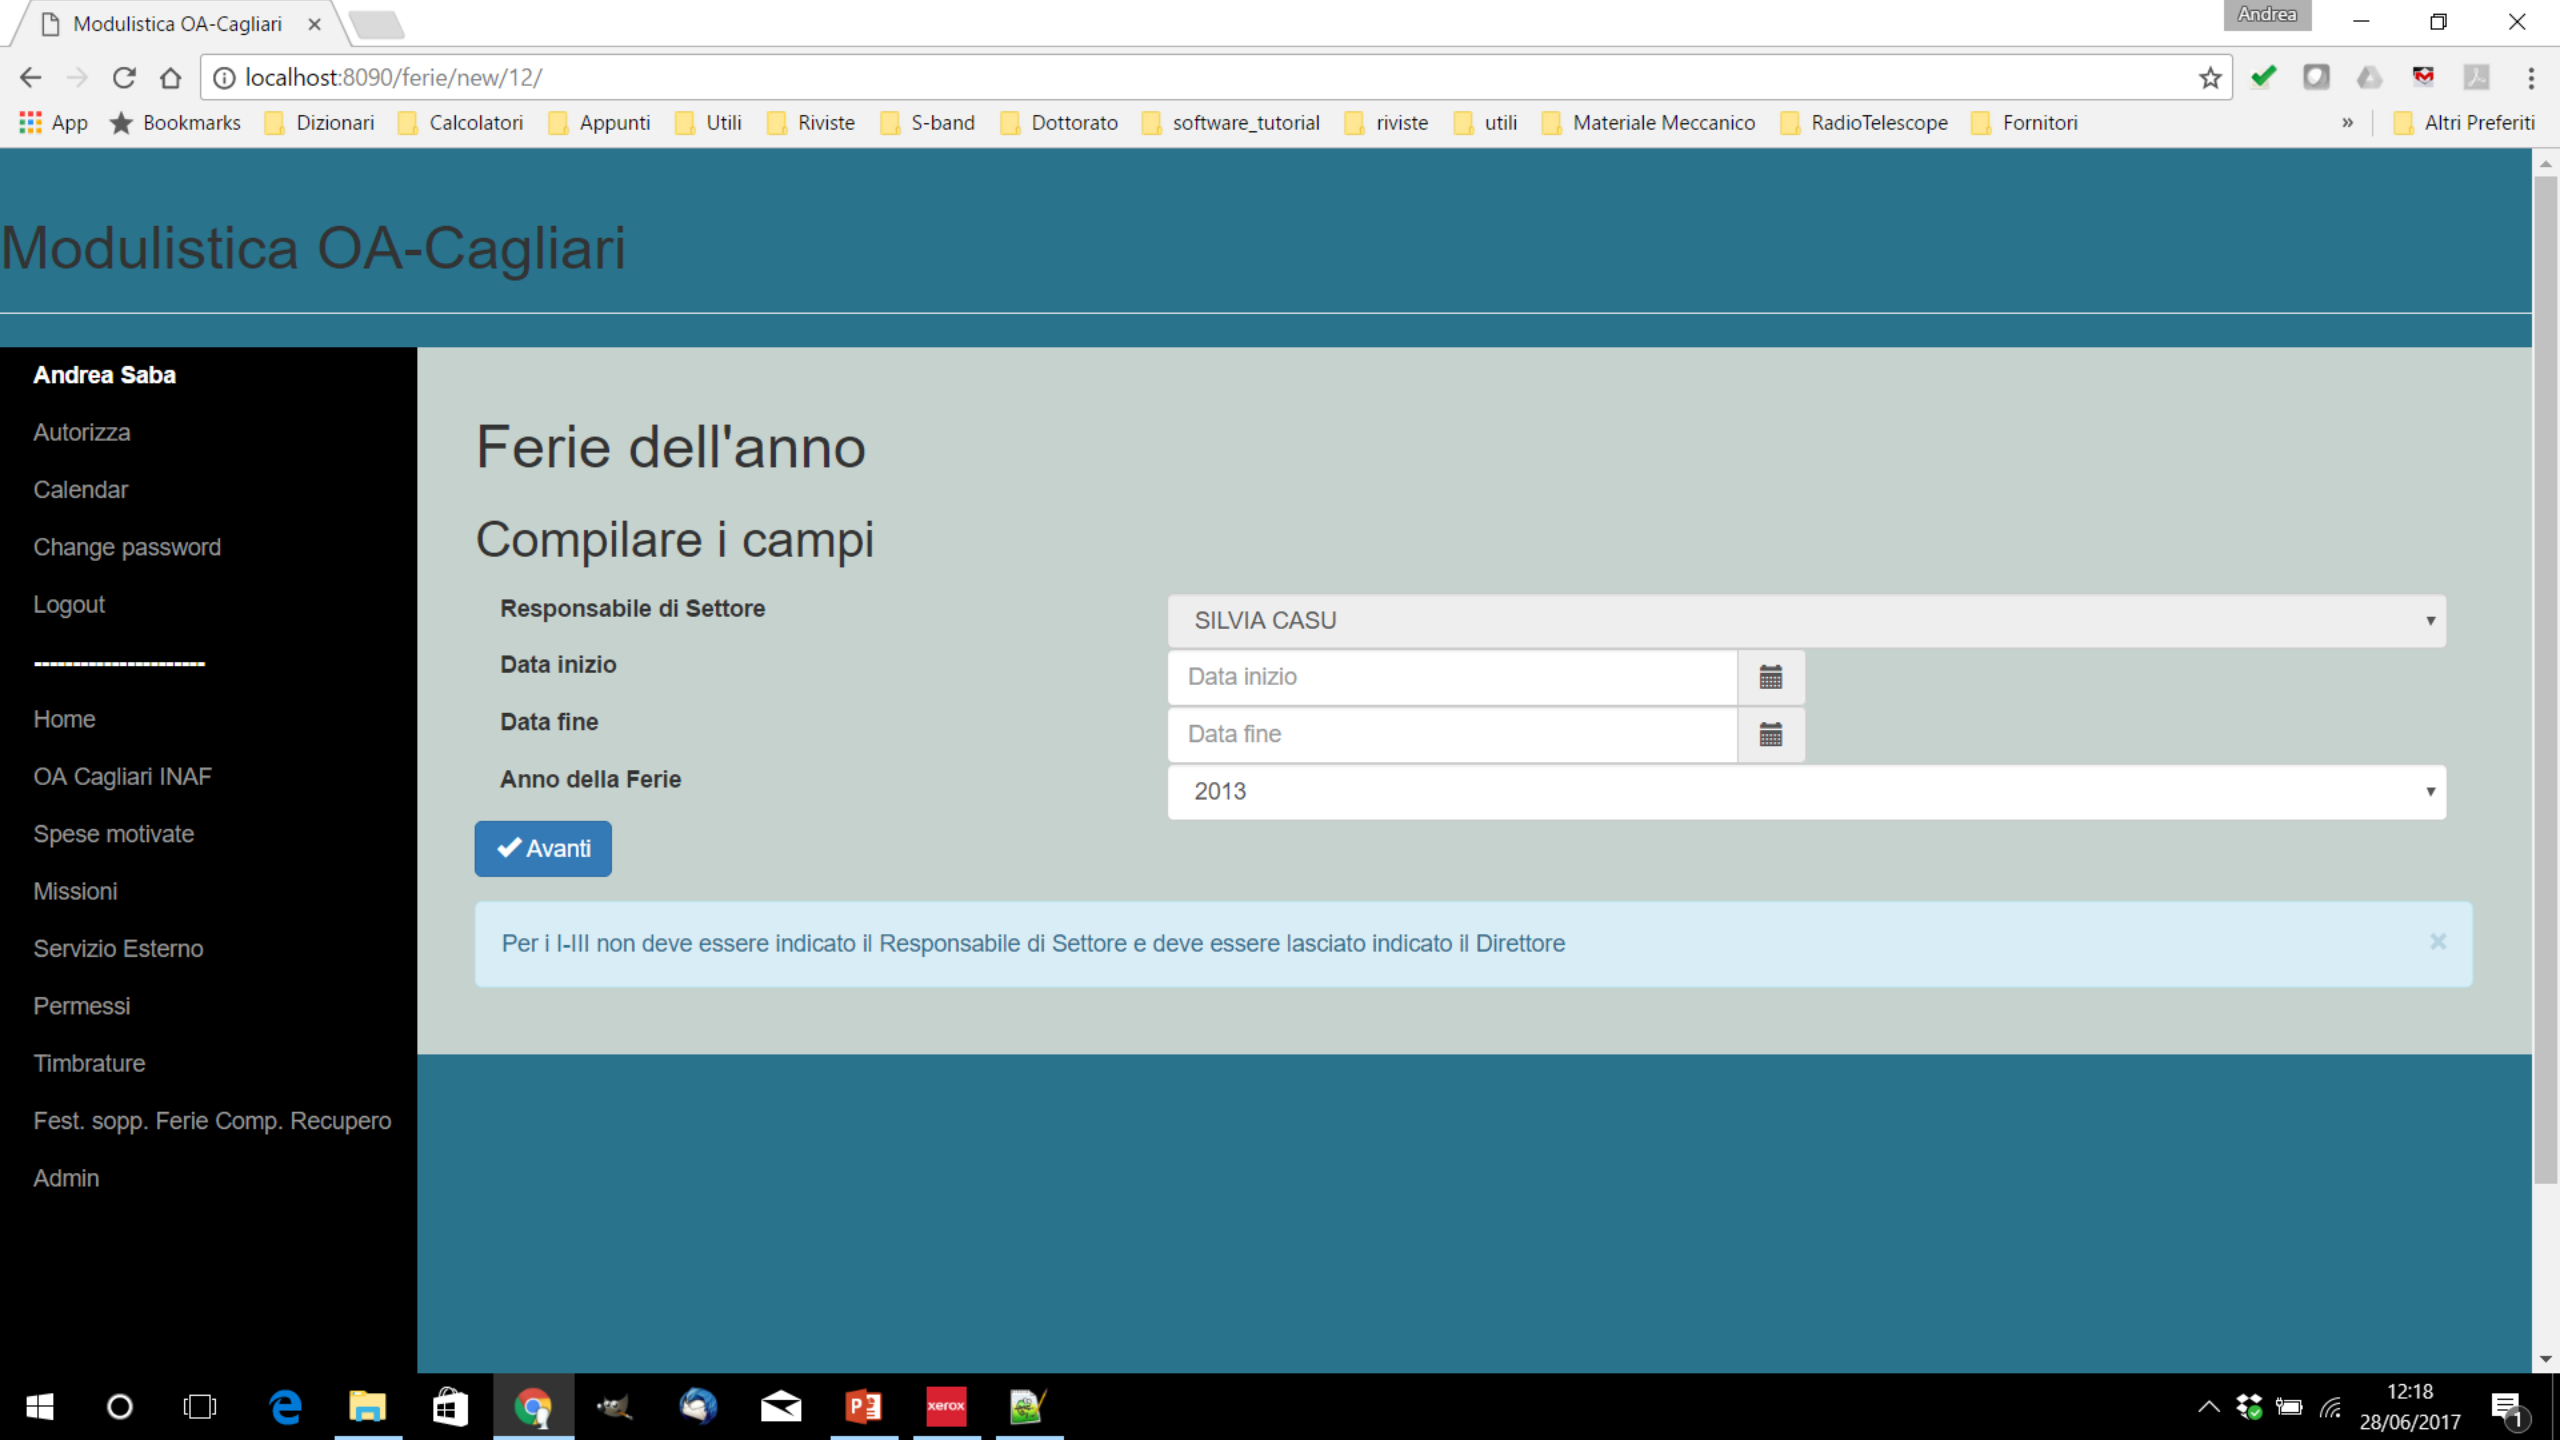 Modulistica OA-Cagliari
Andrea
localhost:8090/ferie/new/12/
App Bookmarks Dizionari Calcolatori Appunti Utili Riviste S-band Dottorato software_tutorial riviste utili Materiale Meccanico RadioTelescope Fornitori » Altri Preferiti
Modulistica OA-Cagliari
Andrea Saba
Autorizza
Calendar
Change password
Logout
----------------------
Home
OA Cagliari INAF
Spese motivate
Missioni
Servizio Esterno
Permessi
Timbrature
Fest. sopp. Ferie Comp. Recupero
Admin
Ferie dell'anno
Compilare i campi
Responsabile di Settore SILVIA CASU
Data inizio Data inizio
Data fine Data fine
Anno della Ferie 2013
Avanti
Per i I-III non deve essere indicato il Responsabile di Settore e deve essere lasciato indicato il Direttore ×
xerox
12:18
28/06/2017
1